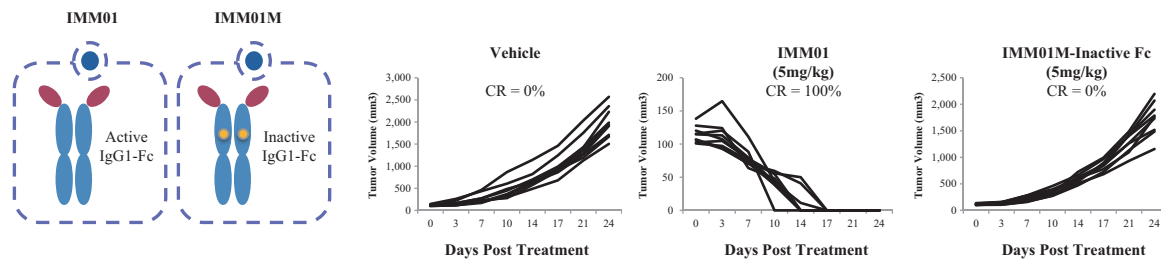 IMM01
IMM01M
Active
IgG1-Fc
Inactive
IgG1-Fc
Vehicle
CR = 0%
Tumor Volume (mm3)
3,000
2,500
2,000
1,500
1,000
500
0
0 3 7 10 14 17 21 24
Days Post Treatment
IMM01
(5mg/kg)
CR = 100%
Tumor Volume (mm3)
200
150
100
50
0
0 3 7 10 14 17 21 24
Days Post Treatment
IMM01M-Inactive Fc
(5mg/kg)
CR = 0%
Tumor Volume (mm3)
2,500
2,000
1,500
1,000
500
0
0 3 7 10 14 17 21 24
Days Post Treatment